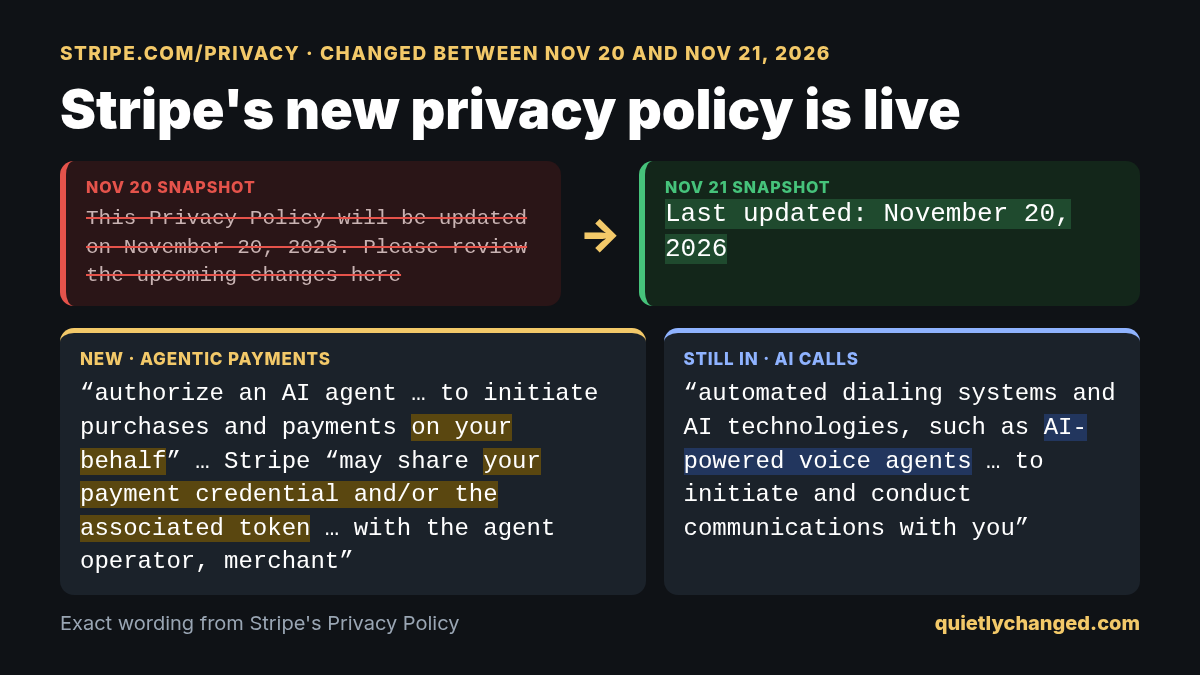 STRIPE.COM/PRIVACY · CHANGED BETWEEN NOV 20 AND NOV 21, 2026
Stripe's new privacy policy is live
NOV 20 SNAPSHOT
This Privacy Policy will be updated
on November 20, 2026. Please review
the upcoming changes here
→
NOV 21 SNAPSHOT
Last updated: November 20,
2026
NEW · AGENTIC PAYMENTS
“authorize an AI agent … to initiate
purchases and payments on your
behalf” … Stripe “may share your
payment credential and/or the
associated token … with the agent
operator, merchant”
STILL IN · AI CALLS
“automated dialing systems and
AI technologies, such as AI-
powered voice agents … to
initiate and conduct
communications with you”
Exact wording from Stripe's Privacy Policy
quietlychanged.com